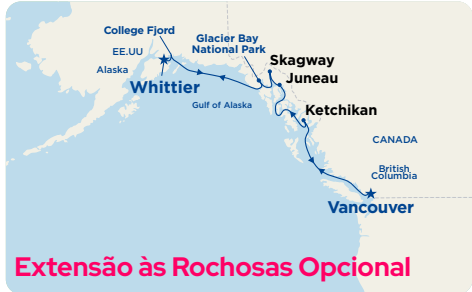 College Fjord
EE.UU
Alaska
Whittier
Glacier Bay
National Park
Skagway
Juneau
Gulf of Alaska
Ketchikan
CANADA
British
Columbia
Vancouver
Extensão às Rochosas Opcional